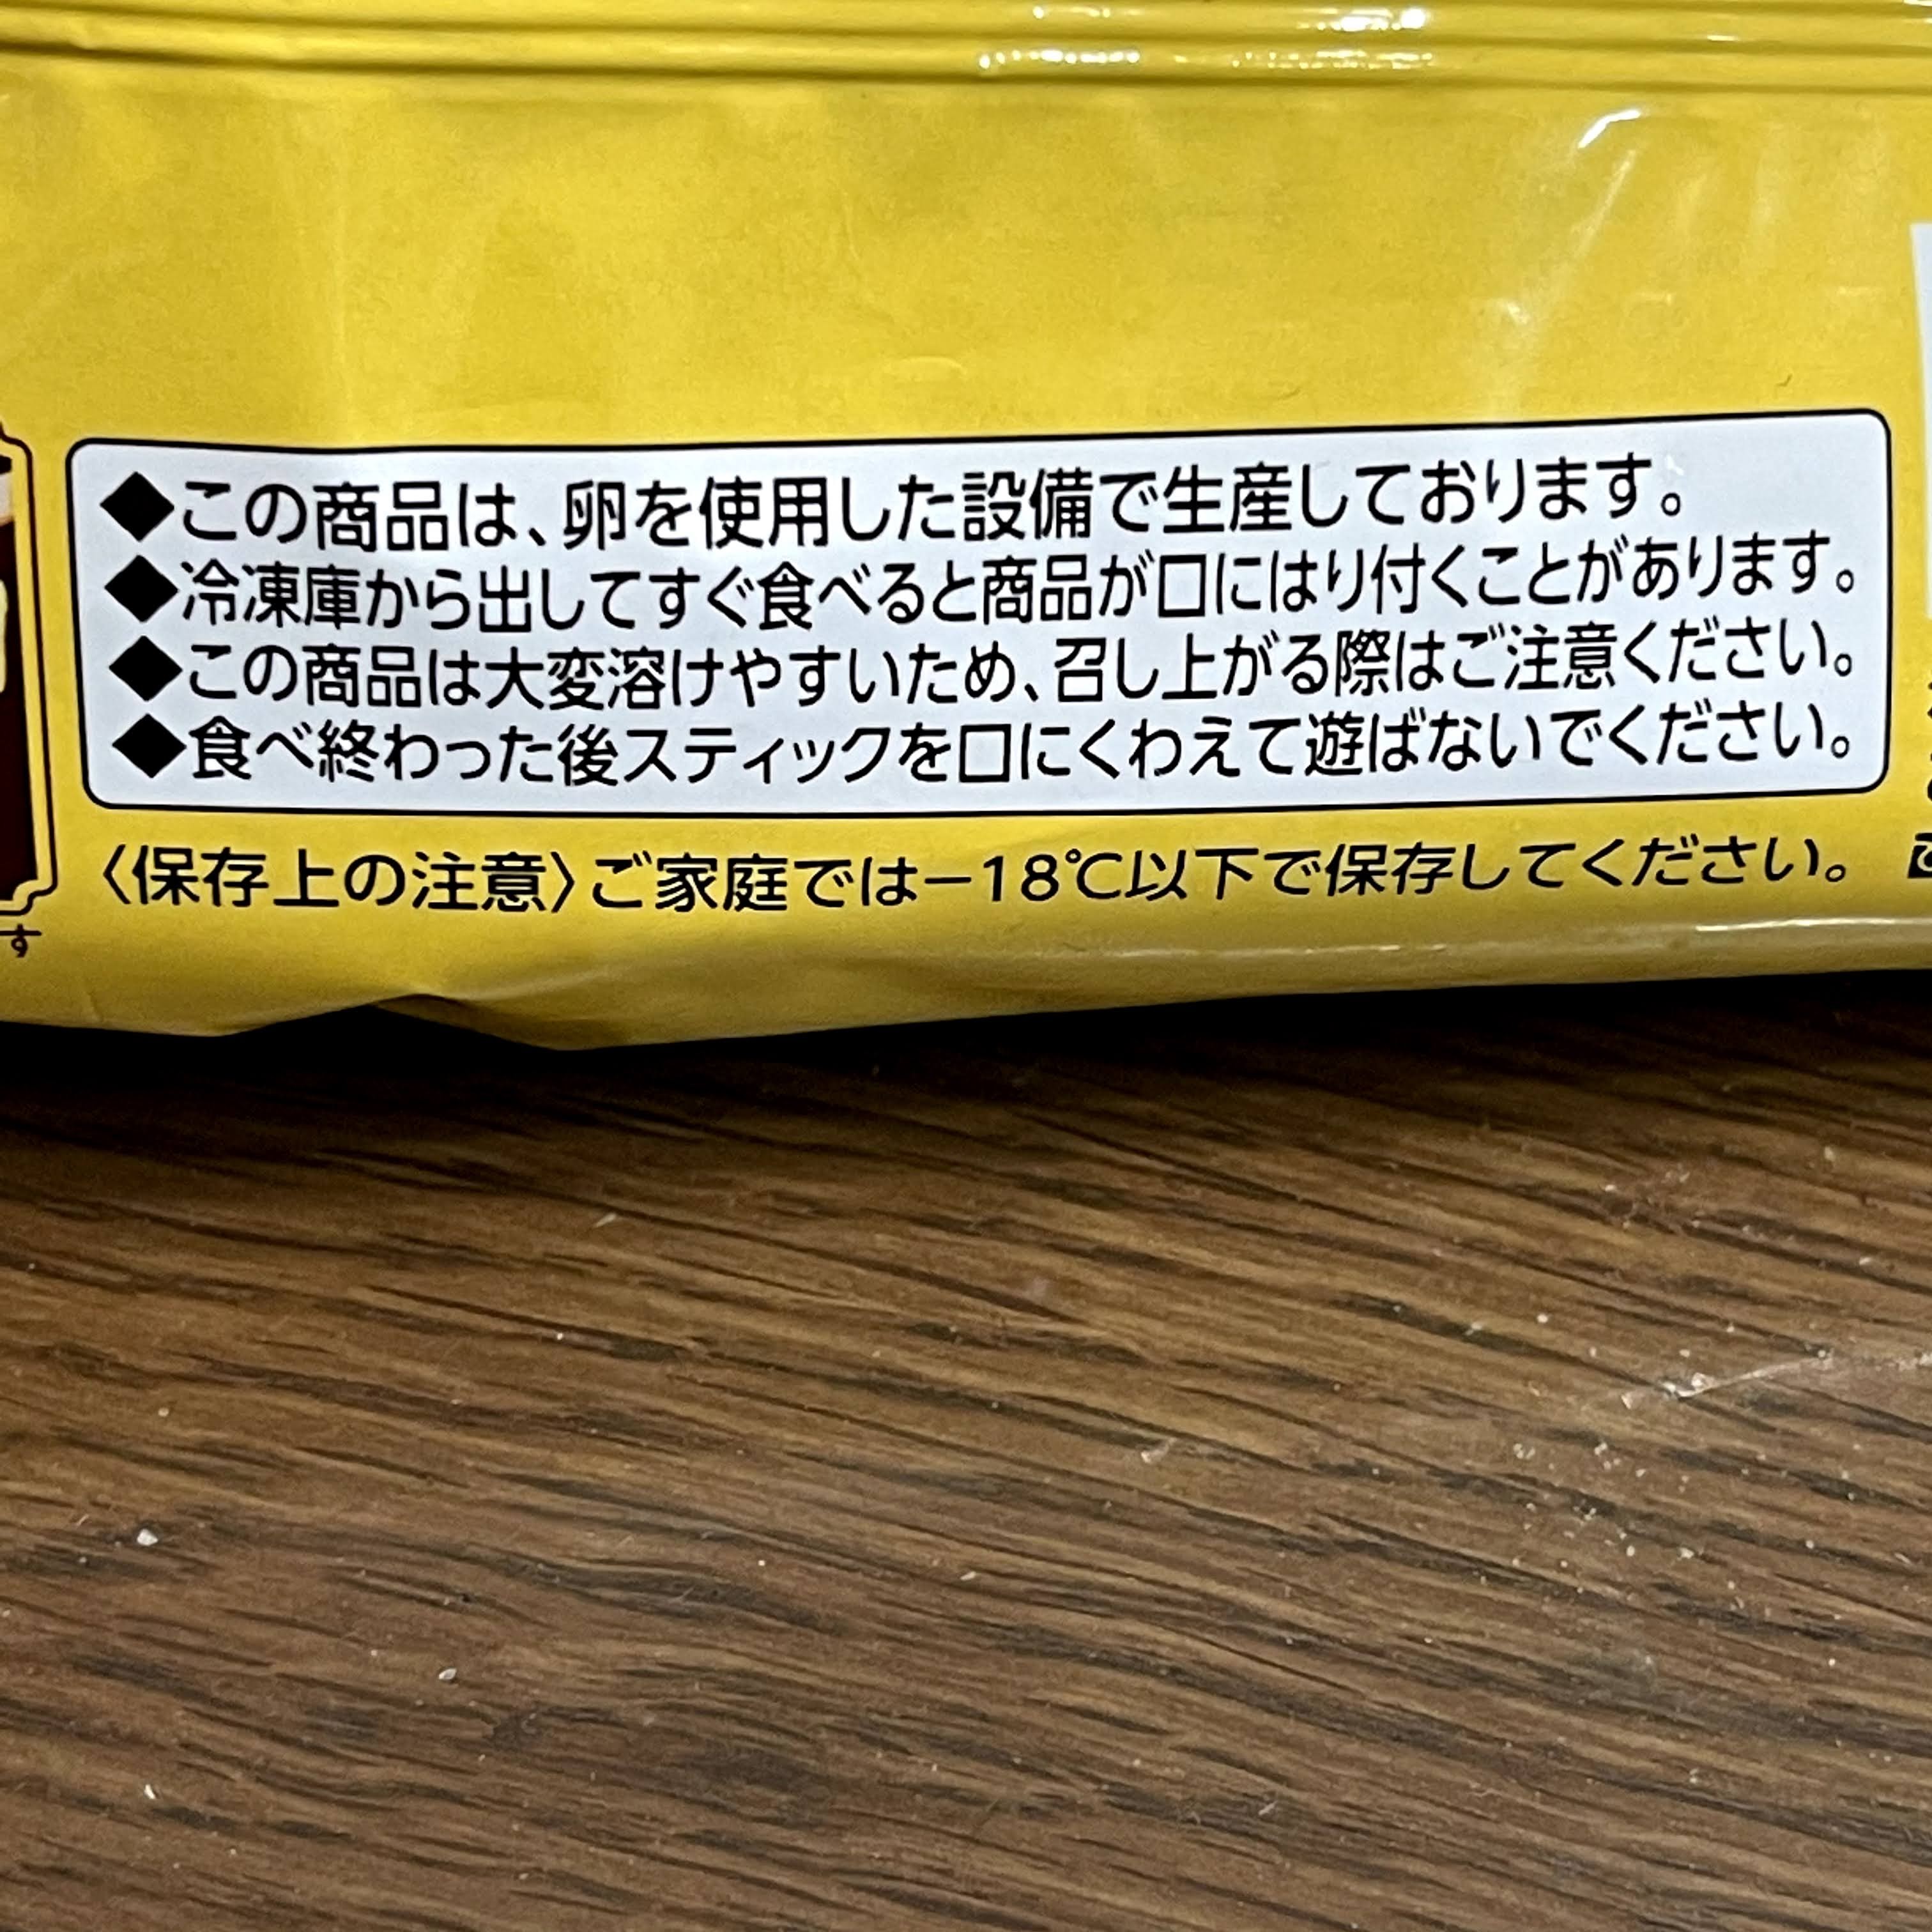 ◆この商品は、卵を使用した設備で生産しております。
◆冷凍庫から出してすぐ食べると商品が口にはり付くことがあります。
◆この商品は大変溶けやすいため、召し上がる際はご注意ください。
◆食べ終わった後スティックを口にくわえて遊ばないでください。
〈保存上の注意〉ご家庭では−18℃以下で保存してください。
す